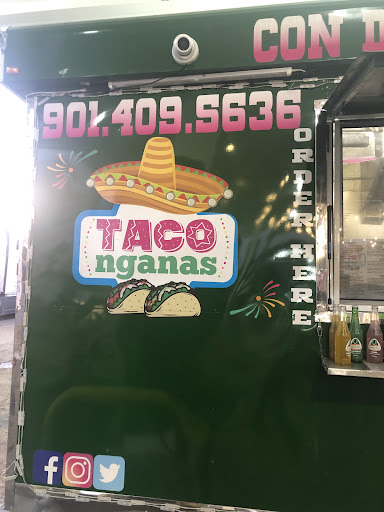 CON D
901.409.5636
TACO
nganas
ORDER HERE
f